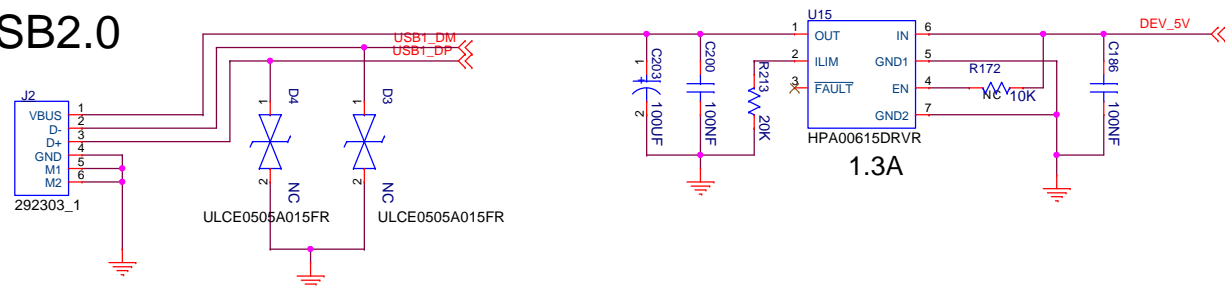 SB2.0
J2
VBUS 1
D- 2
D+ 3
GND 4
M1 5
M2 6
292303_1
USB1_DM
USB1_DP
D4
1
2
NC
ULCE0505A015FR
D3
1
2
NC
ULCE0505A015FR
C203
1
+
2
100UF
C200
100NF
R213
20K
U15
1 OUT IN 6
2 ILIM GND1 5
3 FAULT EN 4
GND2 7
HPA00615DRVR
1.3A
R172
NC 10K
C186
100NF
DEV_5V